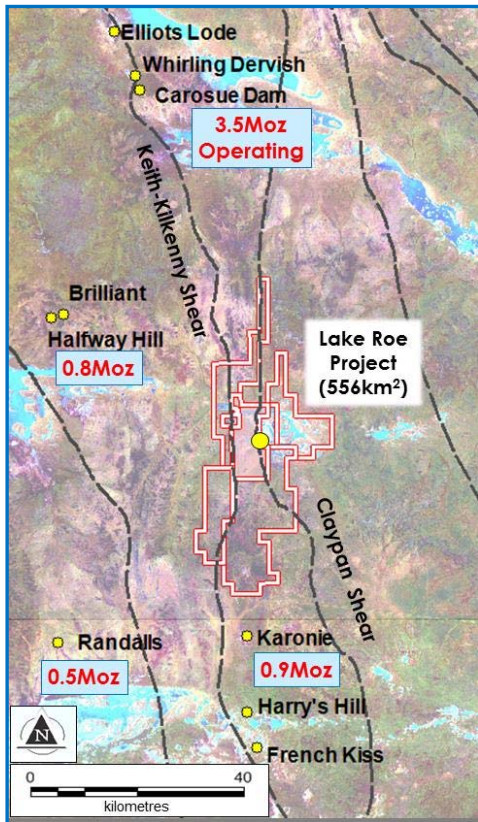 Elliots Lode
Whirling Dervish
Carosue Dam
3.5Moz
Operating
Keith-Kilkenny Shear
Brilliant
Halfway Hill
0.8Moz
Lake Roe
Project
(556km²)
Claypan Shear
Randalls
0.5Moz
Karonie
0.9Moz
Harry's Hill
French Kiss
N
0 40
kilometres